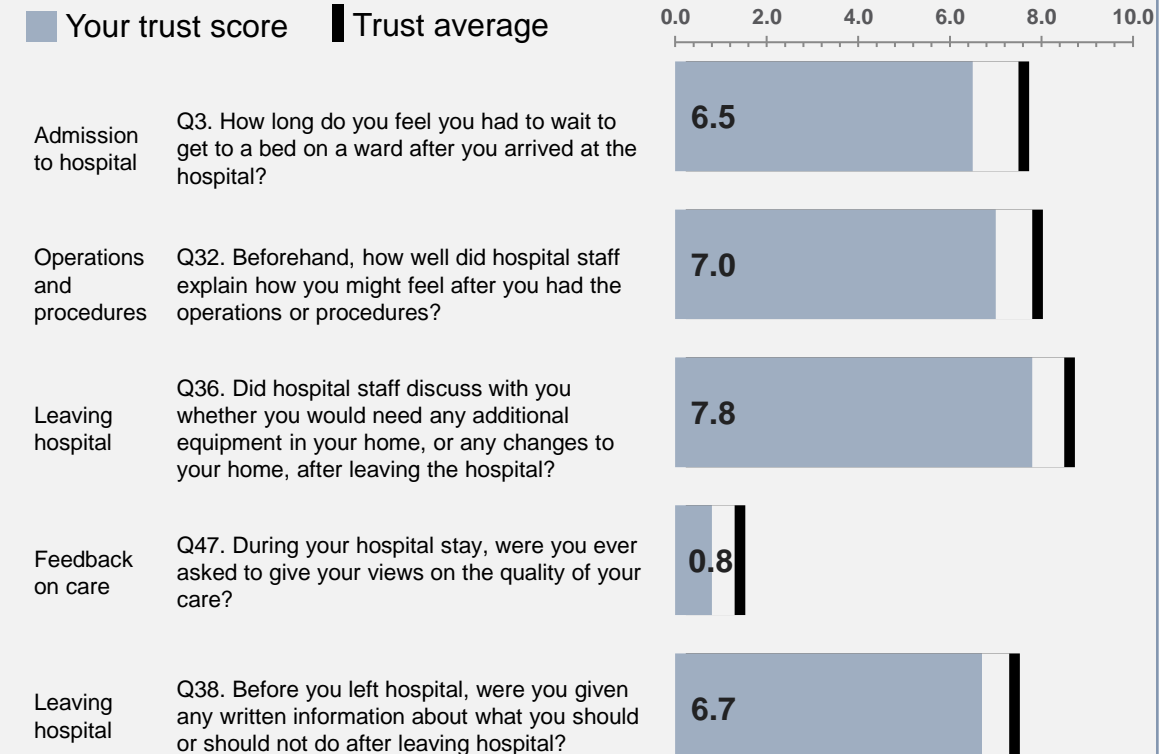 Your trust score
Trust average
0.0 2.0 4.0 6.0 8.0 10.0
Admission
to hospital
Q3. How long do you feel you had to wait to
get to a bed on a ward after you arrived at the
hospital?
6.5
Operations
and
procedures
Q32. Beforehand, how well did hospital staff
explain how you might feel after you had the
operations or procedures?
7.0
Leaving
hospital
Q36. Did hospital staff discuss with you
whether you would need any additional
equipment in your home, or any changes to
your home, after leaving the hospital?
7.8
Feedback
on care
Q47. During your hospital stay, were you ever
asked to give your views on the quality of your
care?
0.8
Leaving
hospital
Q38. Before you left hospital, were you given
any written information about what you should
or should not do after leaving hospital?
6.7